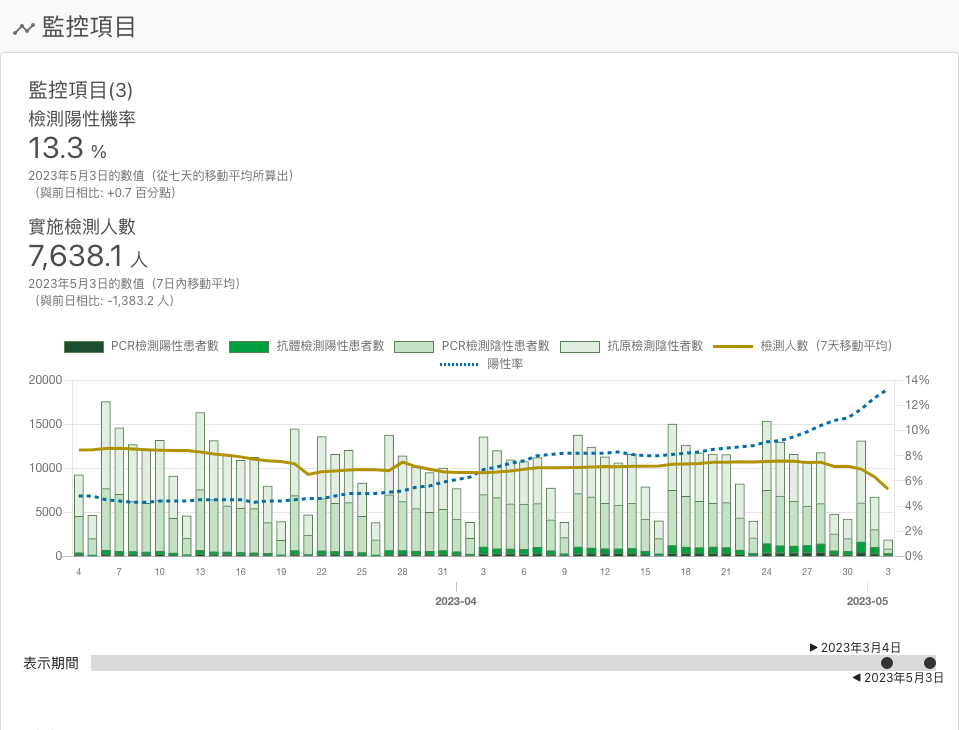 監控項目
監控項目(3)
檢測陽性機率
13.3 %
2023年5月3日的數值（從七天的移動平均所算出）
（與前日相比: +0.7 百分點）
實施檢測人數
7,638.1 人
2023年5月3日的數值（7日內移動平均）
（與前日相比: -1,383.2 人）
PCR檢測陽性患者數 抗體檢測陽性患者數 PCR檢測陰性患者數 抗原檢測陰性者數 檢測人數（7天移動平均）
陽性率
20000 14%
12%
15000
10%
10000 8%
6%
5000
4%
2%
0 0%
4 7 10 13 16 19 22 25 28 31 3 6 9 12 15 18 21 24 27 30 3
2023-04 2023-05
▶ 2023年3月4日
表示期間
◀ 2023年5月3日